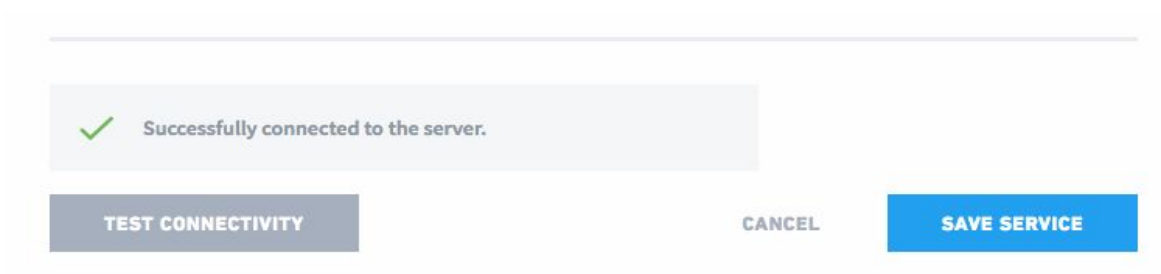 Successfully connected to the server.
TEST CONNECTIVITY CANCEL SAVE SERVICE